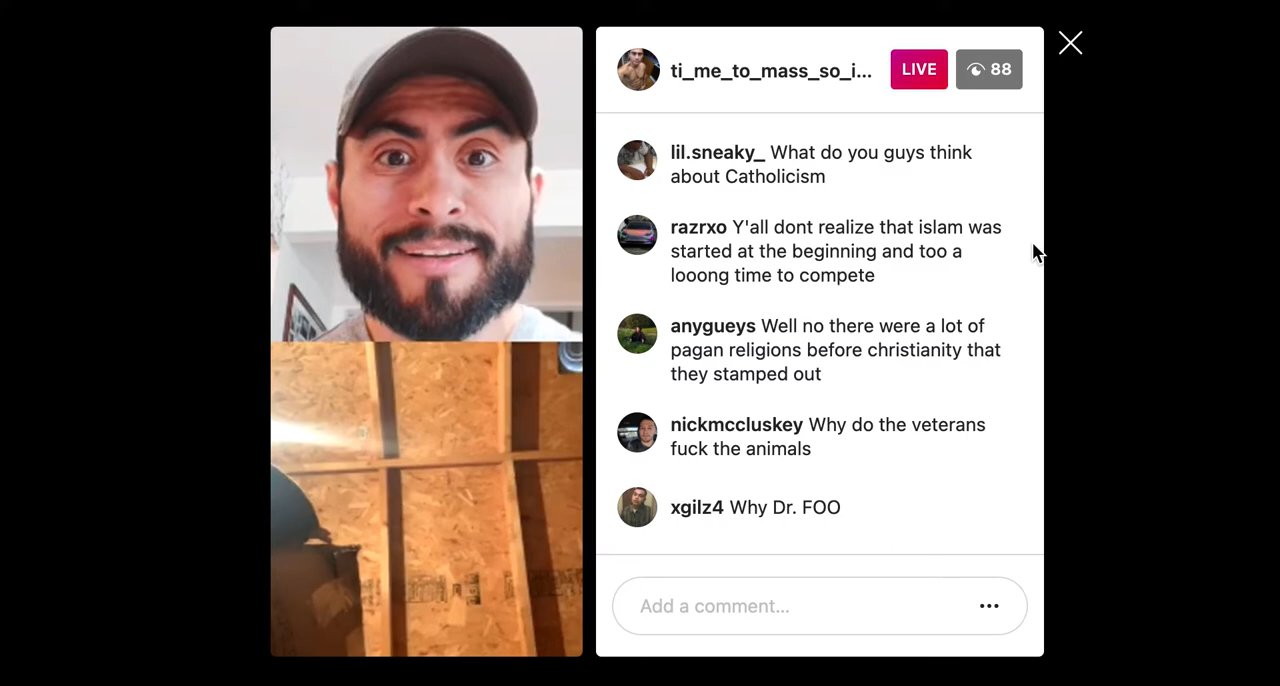 ti_me_to_mass_so_i...
LIVE
88
lil.sneaky_ What do you guys think
about Catholicism
razrxo Y'all dont realize that islam was
started at the beginning and too a
looong time to compete
anygueys Well no there were a lot of
pagan religions before christianity that
they stamped out
nickmccluskey Why do the veterans
fuck the animals
xgilz4 Why Dr. FOO
Add a comment...